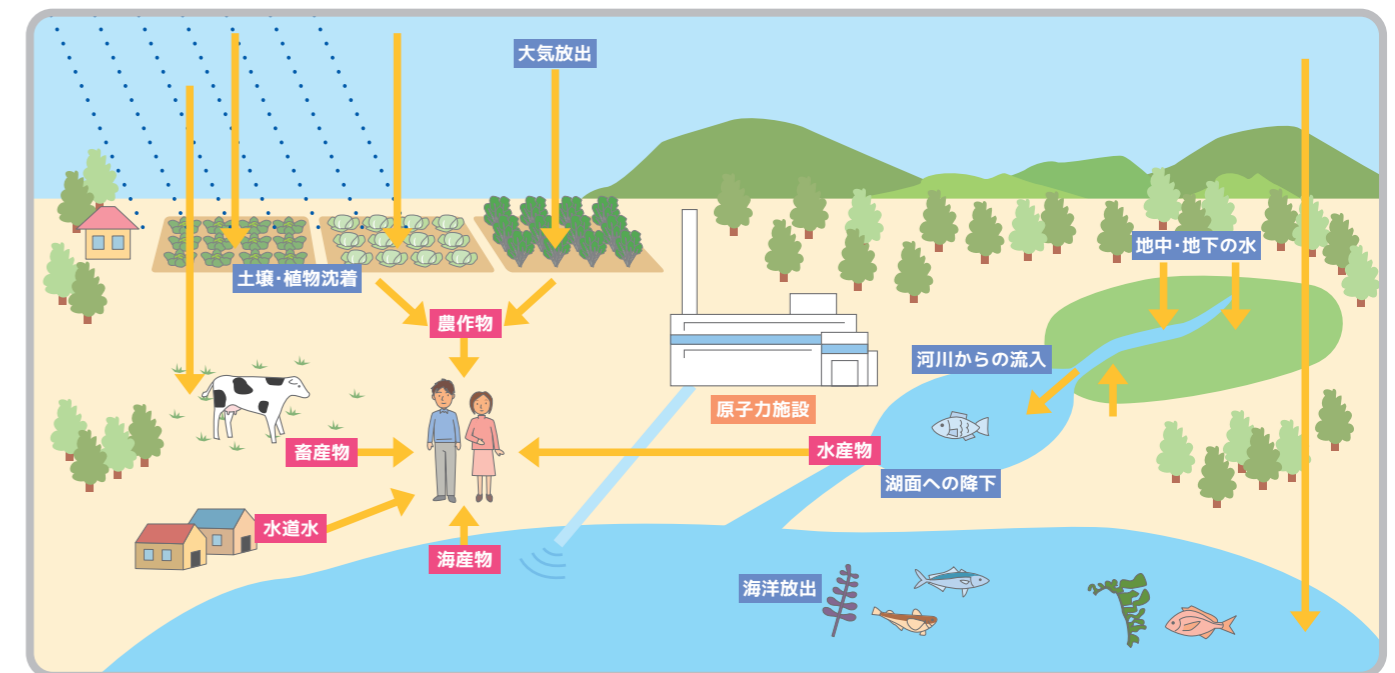 大気放出
地中・地下の水
土壌・植物沈着
農作物
河川からの流入
原子力施設
畜産物
水産物
湖面への降下
水道水
海産物
海洋放出